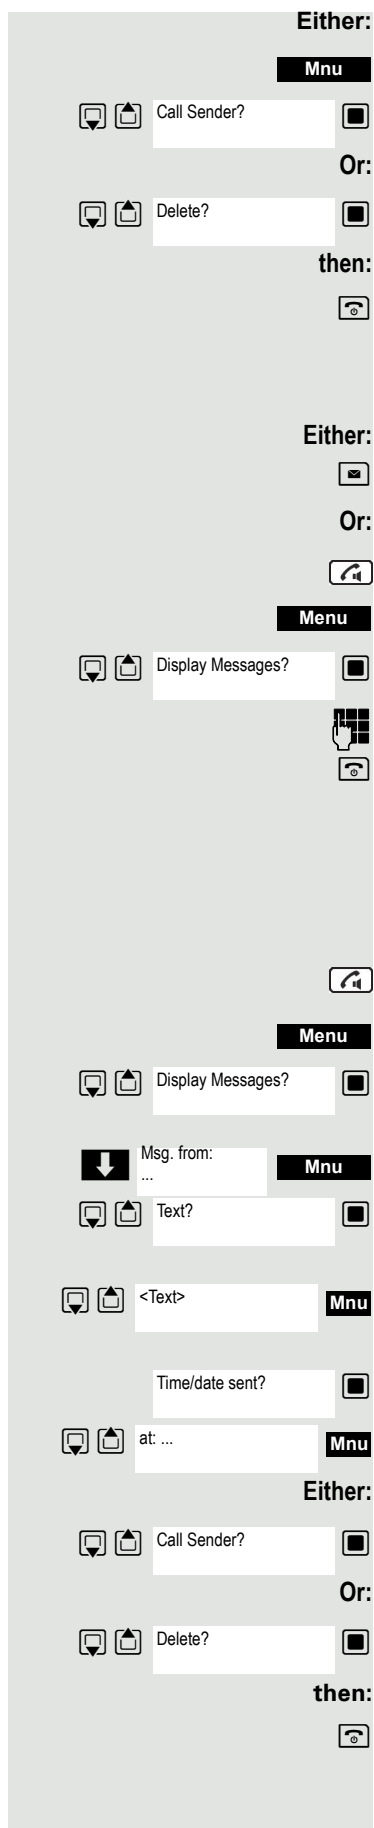 Either:
Mnu
Call Sender?
Or:
Delete?
then:
Either:
Or:
Menu
Display Messages?
Menu
Display Messages?
Msg. from:
...
Mnu
Text?
<Text>
Mnu
Time/date sent?
at: ...
Mnu
Either:
Call Sender?
Or:
Delete?
then: